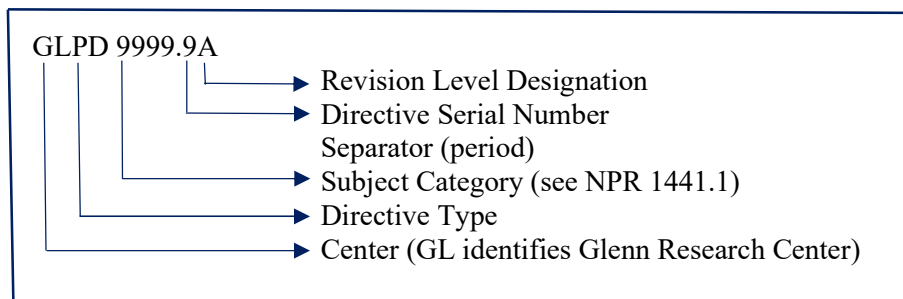 GLPD 9999.9A
Revision Level Designation
Directive Serial Number
Separator (period)
Subject Category (see NPR 1441.1)
Directive Type
Center (GL identifies Glenn Research Center)